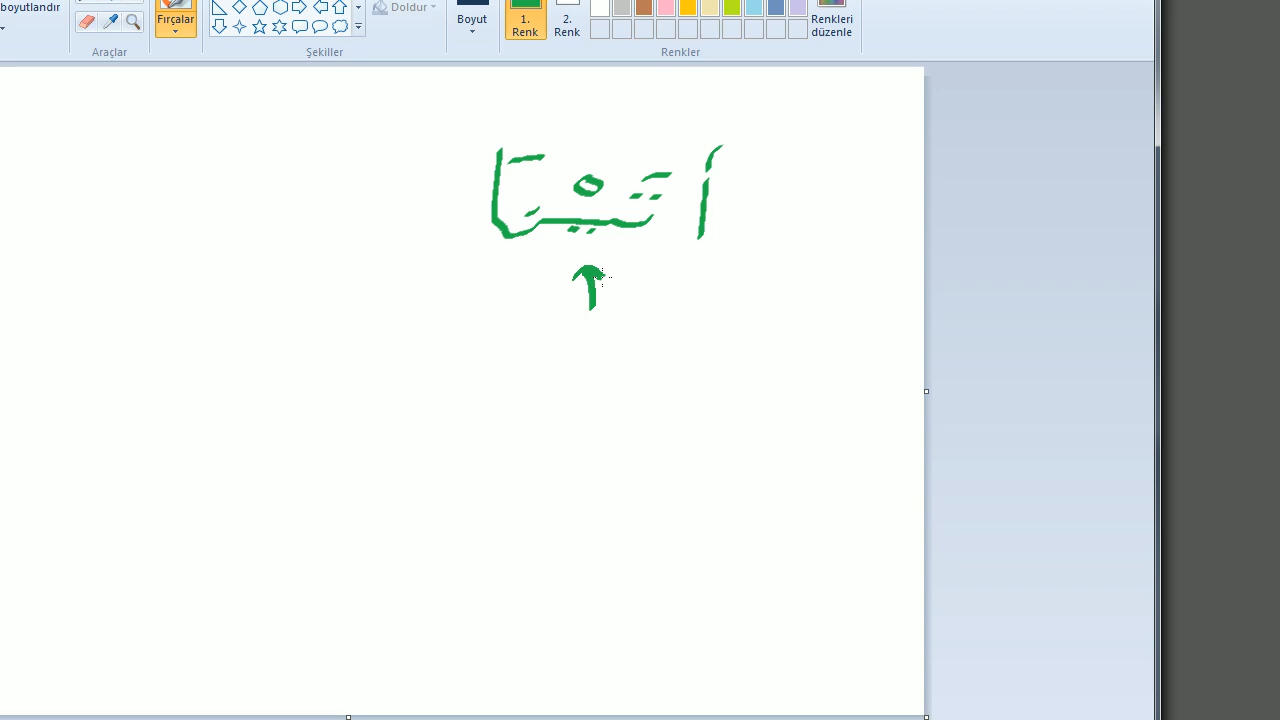 boyutlandır
Doldur
Fırçalar
Boyut
1.
Renk
2.
Renk
Renkleri
düzenle
Araçlar
Şekiller
Renkler
اَتَيْنَا